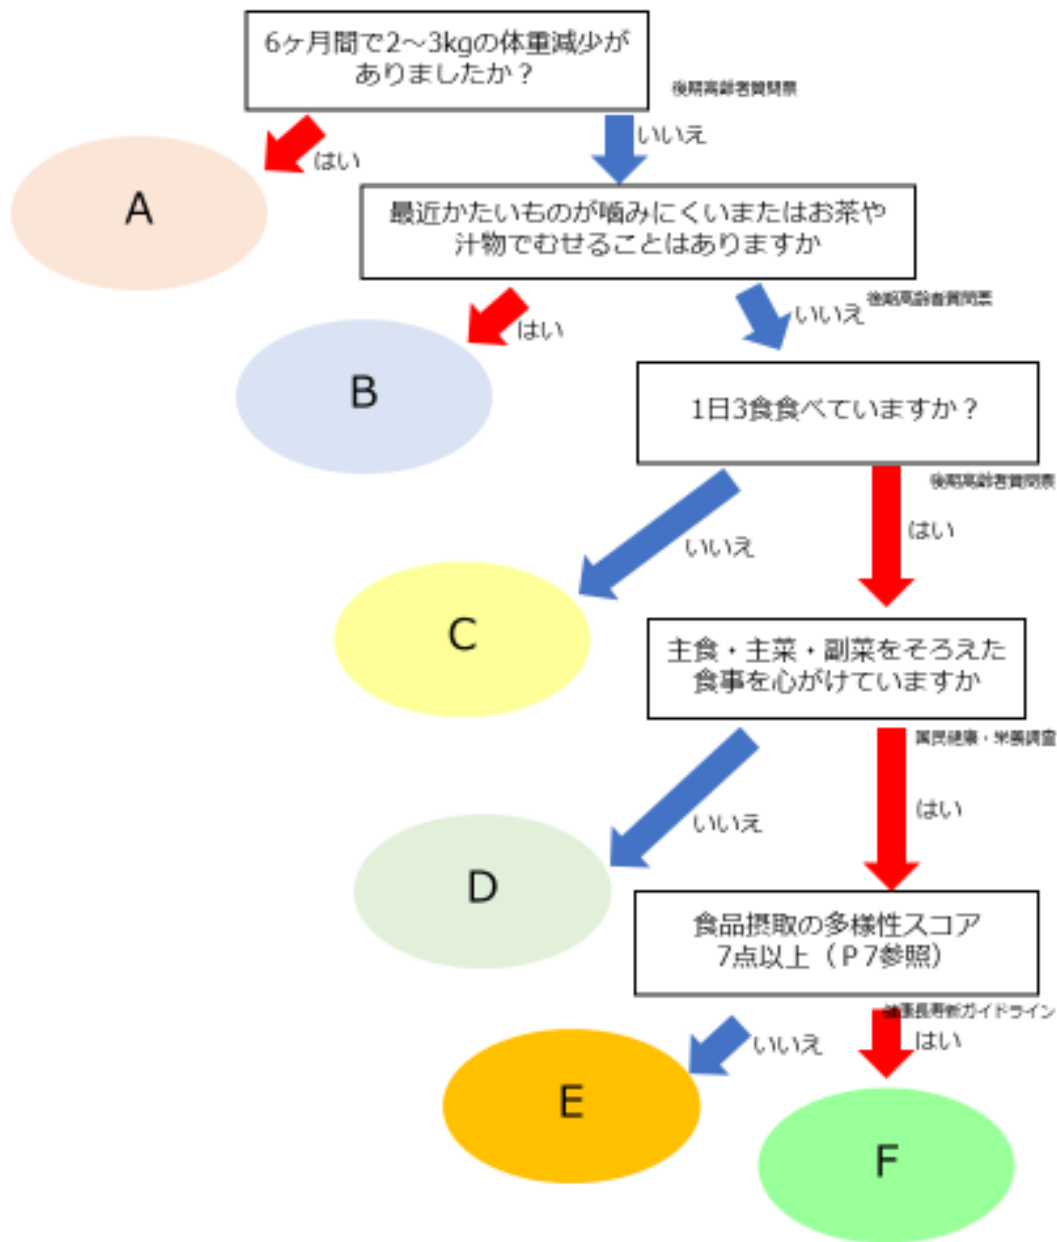 6ヶ月間で2～3kgの体重減少が
ありましたか？
後期高齢者質問票
はい
いいえ
A
最近かたいものが噛みにくいまたはお茶や
汁物でむせることはありますか
後期高齢者質問票
はい
いいえ
B
1日3食食べていますか？
後期高齢者質問票
いいえ
はい
C
主食・主菜・副菜をそろえた
食事を心がけていますか
国民健康・栄養調査
いいえ
はい
D
食品摂取の多様性スコア
7点以上（P7参照）
健康長寿新ガイドライン
いいえ
はい
E
F